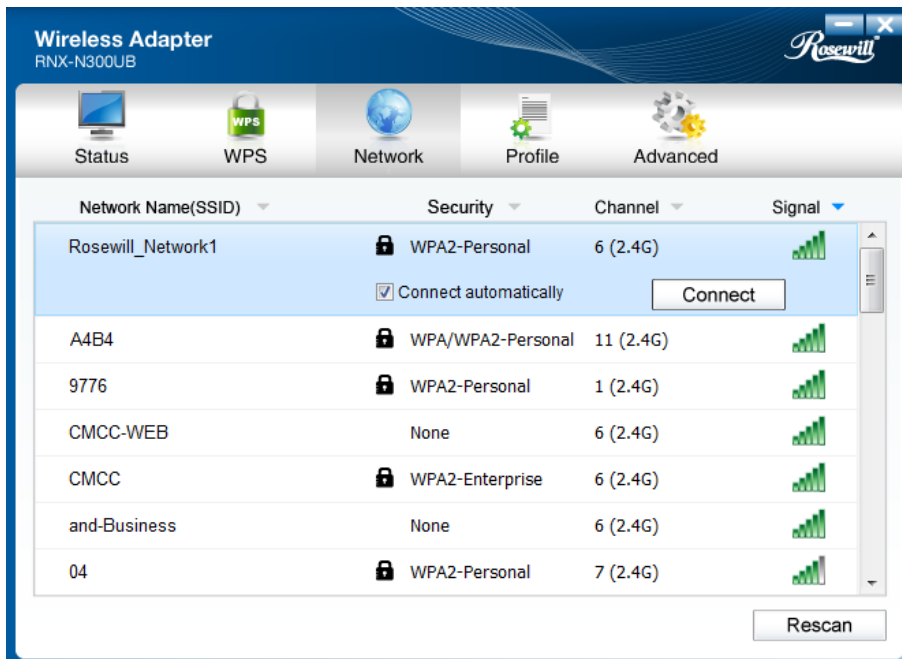 Wireless Adapter
RNX-N300UB
Rosewill
WPS
Status WPS Network Profile Advanced
Network Name(SSID) Security Channel Signal
Rosewill_Network1 WPA2-Personal 6 (2.4G)
Connect automatically Connect
A4B4 WPA/WPA2-Personal 11 (2.4G)
9776 WPA2-Personal 1 (2.4G)
CMCC-WEB None 6 (2.4G)
CMCC WPA2-Enterprise 6 (2.4G)
and-Business None 6 (2.4G)
04 WPA2-Personal 7 (2.4G)
Rescan